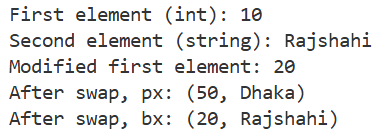 First element (int): 10
Second element (string): Rajshahi
Modified first element: 20
After swap, px: (50, Dhaka)
After swap, bx: (20, Rajshahi)